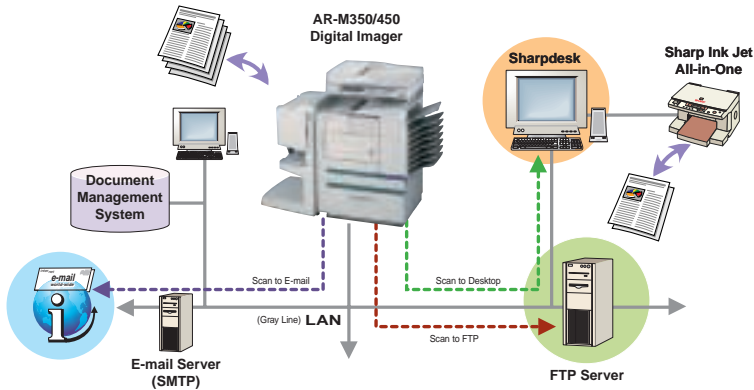 AR-M350/450
Digital Imager
Sharpdesk
Sharp Ink Jet
All-in-One
Document
Management
System
e-mail
Scan to E-mail
Scan to Desktop
(Gray Line) LAN
Scan to FTP
E-mail Server
(SMTP)
FTP Server